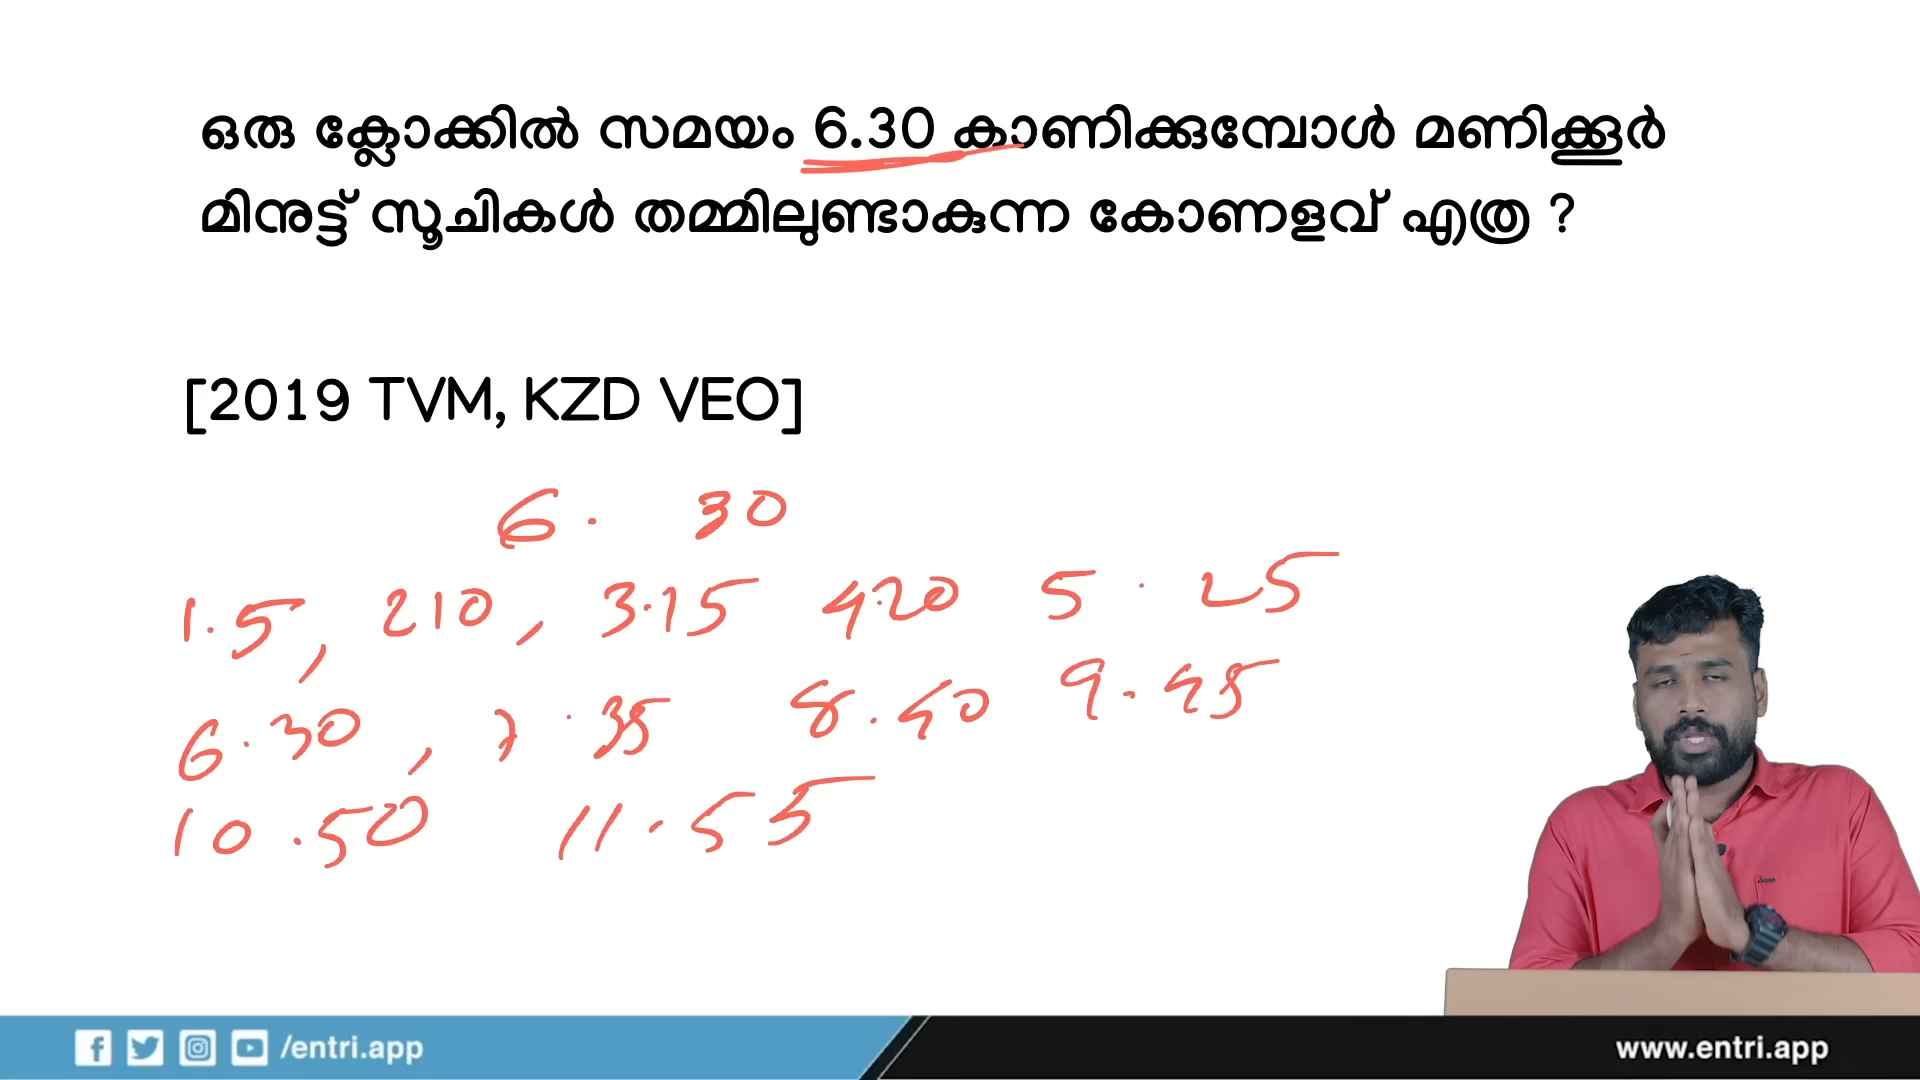 ഒരു ക്ലോക്കിൽ സമയം 6.30 കാണിക്കുമ്പോൾ മണിക്കൂർ
മിനുട്ട് സൂചികൾ തമ്മിലുണ്ടാകുന്ന കോണളവ് എത്ര ?
[2019 TVM, KZD VEO]
6. 30
1.5, 210, 3.15 4.20 5.25
6.30, 7.35 8.40 9.45
10.50 11.55
/entri.app www.entri.app